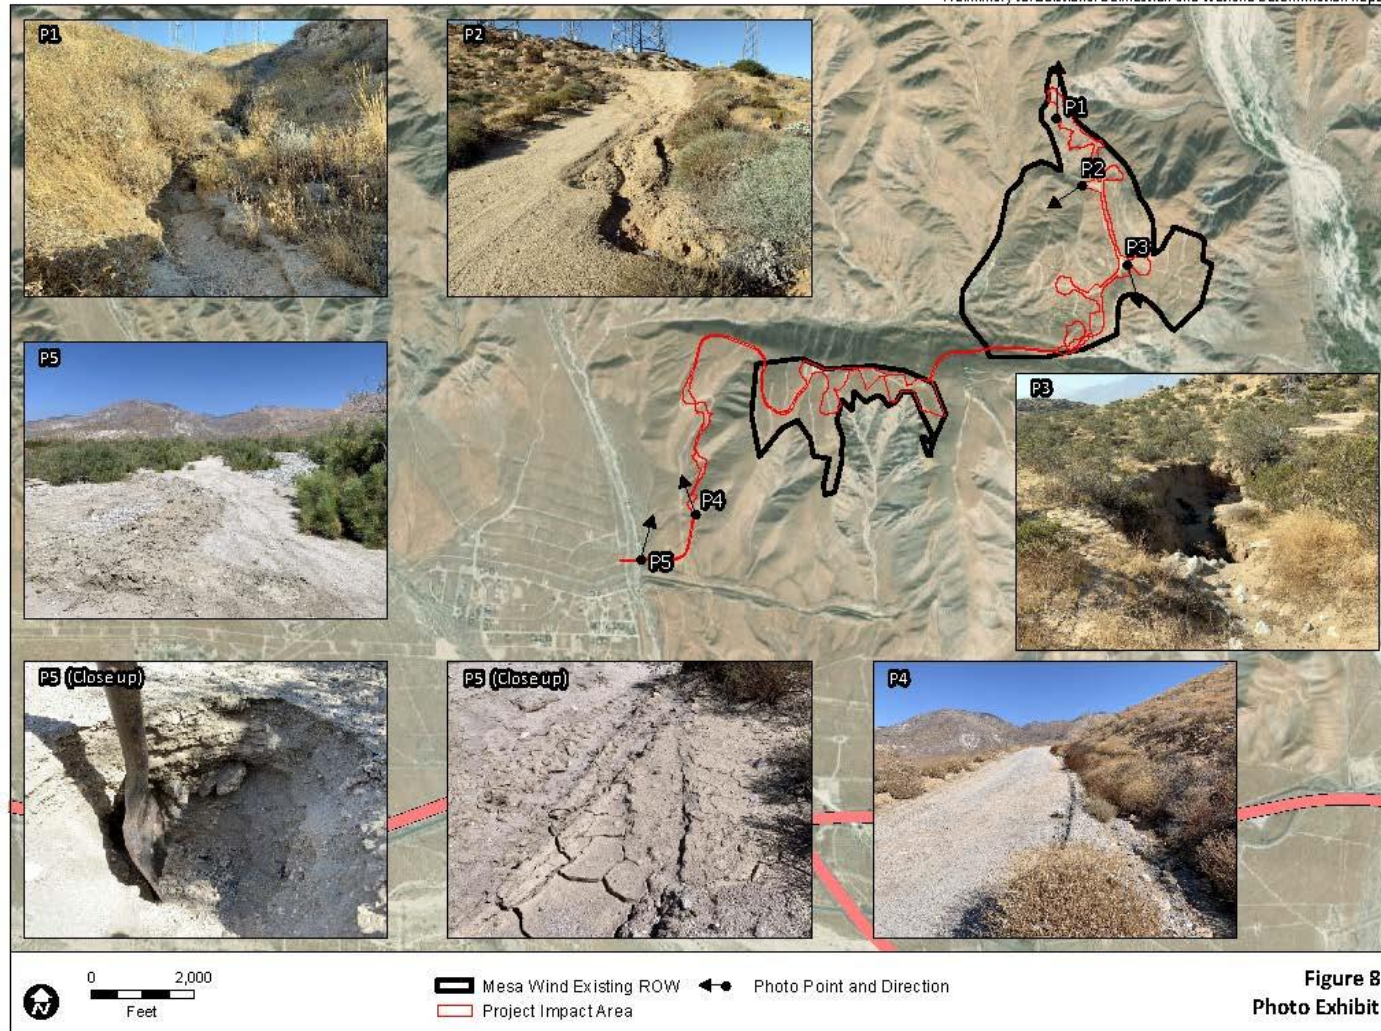 P1
P2
P1
P2
P3
P5
P3
P4
P5
P5 (Close up)
P5 (Close up)
P4
0 2,000
Feet
N
Mesa Wind Existing ROW
Photo Point and Direction
Project Impact Area
Figure 8
Photo Exhibit